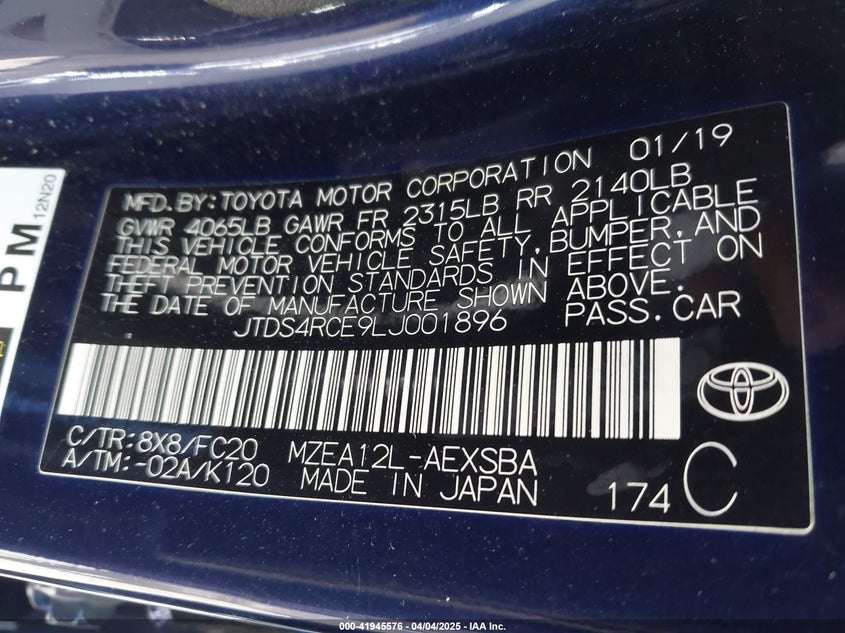 PM
12N20
MFD.BY:TOYOTA MOTOR CORPORATION 01/19
GVWR 4065LB GAWR FR 2315LB RR 2140LB
THIS VEHICLE CONFORMS TO ALL APPLICABLE
FEDERAL MOTOR VEHICLE SAFETY,BUMPER,AND
THEFT PREVENTION STANDARDS IN EFFECT ON
THE DATE OF MANUFACTURE SHOWN ABOVE.
JTDS4RCE9LJ001896 PASS.CAR
C/TR:8X8/FC20 MZEA12L-AEXSBA
A/TM:-02A/K120 MADE IN JAPAN
174 C
000-41945576 - 04/04/2025 - IAA Inc.